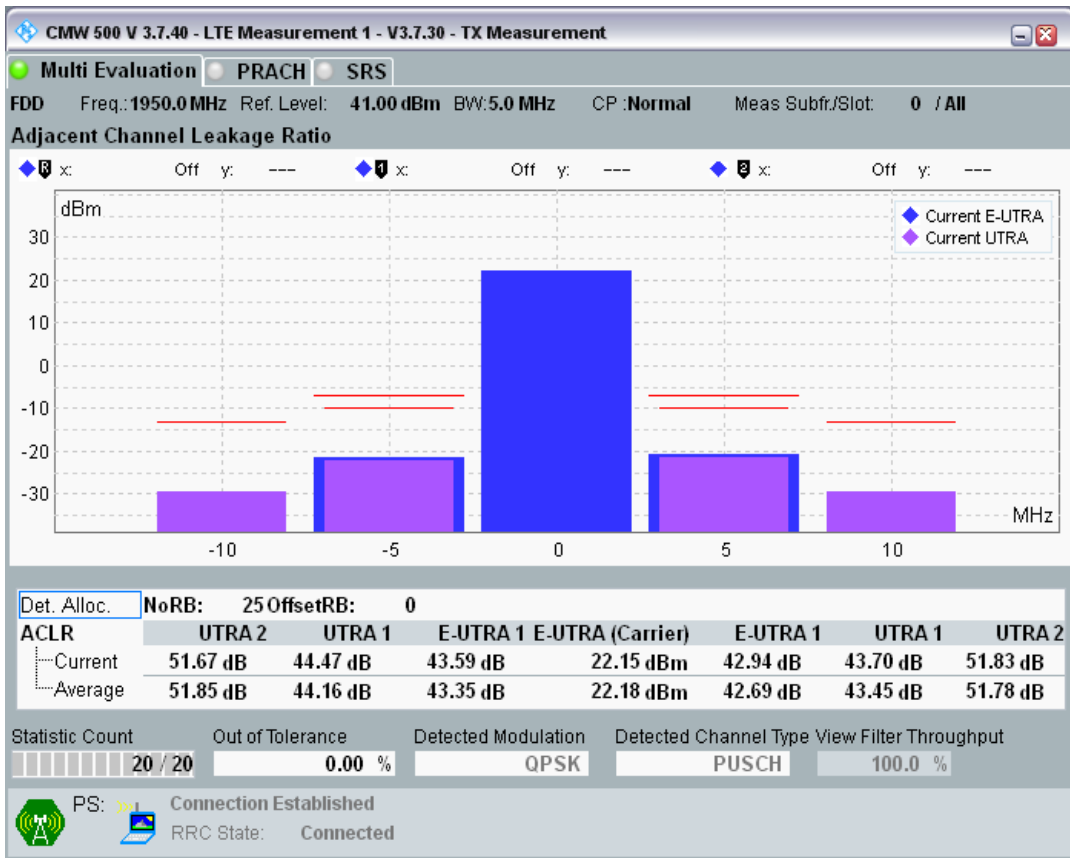 CMW 500 V 3.7.40 - LTE Measurement 1 - V3.7.30 - TX Measurement
Multi Evaluation PRACH SRS
FDD Freq.:1950.0 MHz Ref. Level: 41.00 dBm BW:5.0 MHz CP :Normal Meas Subfr./Slot: 0 / All
Adjacent Channel Leakage Ratio
R x: Off y: --- 1 x: Off y: --- 2 x: Off y: ---
dBm
Current E-UTRA
Current UTRA
30
20
10
0
-10
-20
-30
MHz
-10 -5 0 5 10
Det. Alloc. NoRB: 25 OffsetRB: 0
ACLR UTRA 2 UTRA 1 E-UTRA 1 E-UTRA (Carrier) E-UTRA 1 UTRA 1 UTRA 2
Current 51.67 dB 44.47 dB 43.59 dB 22.15 dBm 42.94 dB 43.70 dB 51.83 dB
Average 51.85 dB 44.16 dB 43.35 dB 22.18 dBm 42.69 dB 43.45 dB 51.78 dB
Statistic Count Out of Tolerance Detected Modulation Detected Channel Type View Filter Throughput
20 / 20 0.00 % QPSK PUSCH 100.0 %
PS: Connection Established
RRC State: Connected